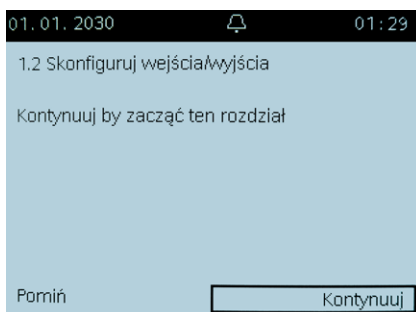 01. 01. 2030 01:29
1.2 Skonfiguruj wejścia/wyjścia
Kontynuuj by zacząć ten rozdział
Pomiń Kontynuuj